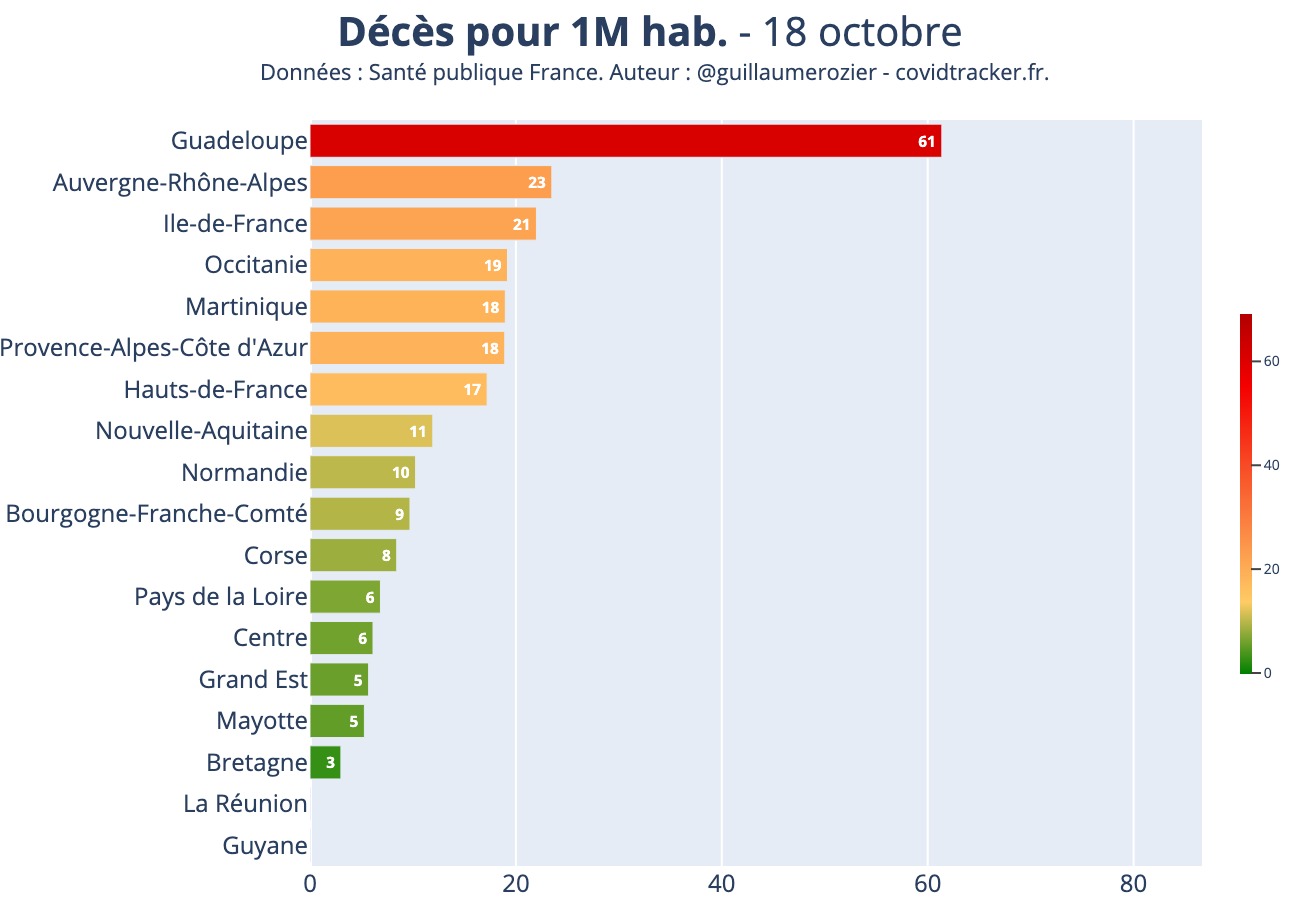 Décès pour 1M hab. - 18 octobre
Données : Santé publique France. Auteur : @guillaumerozier - covidtracker.fr.
Guadeloupe 61
Auvergne-Rhône-Alpes 23
Ile-de-France 21
Occitanie 19
Martinique 18
Provence-Alpes-Côte d'Azur 18
Hauts-de-France 17
Nouvelle-Aquitaine 11
Normandie 10
Bourgogne-Franche-Comté 9
Corse 8
Pays de la Loire 6
Centre 6
Grand Est 5
Mayotte 5
Bretagne 3
La Réunion
Guyane
0 20 40 60 80
60
40
20
0